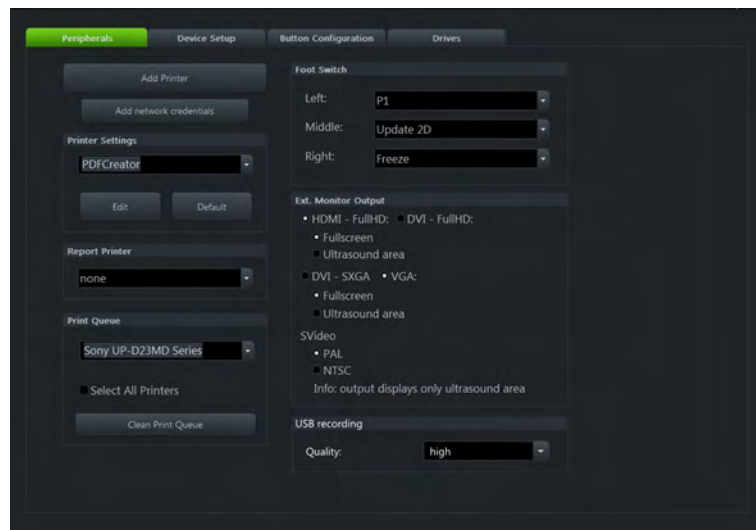 Peripherals Device Setup Button Configuration Drives
Add Printer
Add network credentials
Printer Settings
PDFCreator
Edit Default
Report Printer
none
Print Queue
Sony UP-D23MD Series
Select All Printers
Clean Print Queue
Foot Switch
Left: P1
Middle: Update 2D
Right: Freeze
Ext. Monitor Output
HDMI - FullHD: DVI - FullHD:
Fullscreen
Ultrasound area
DVI - SXGA VGA:
Fullscreen
Ultrasound area
SVideo
PAL
NTSC
Info: output displays only ultrasound area
USB recording
Quality: high